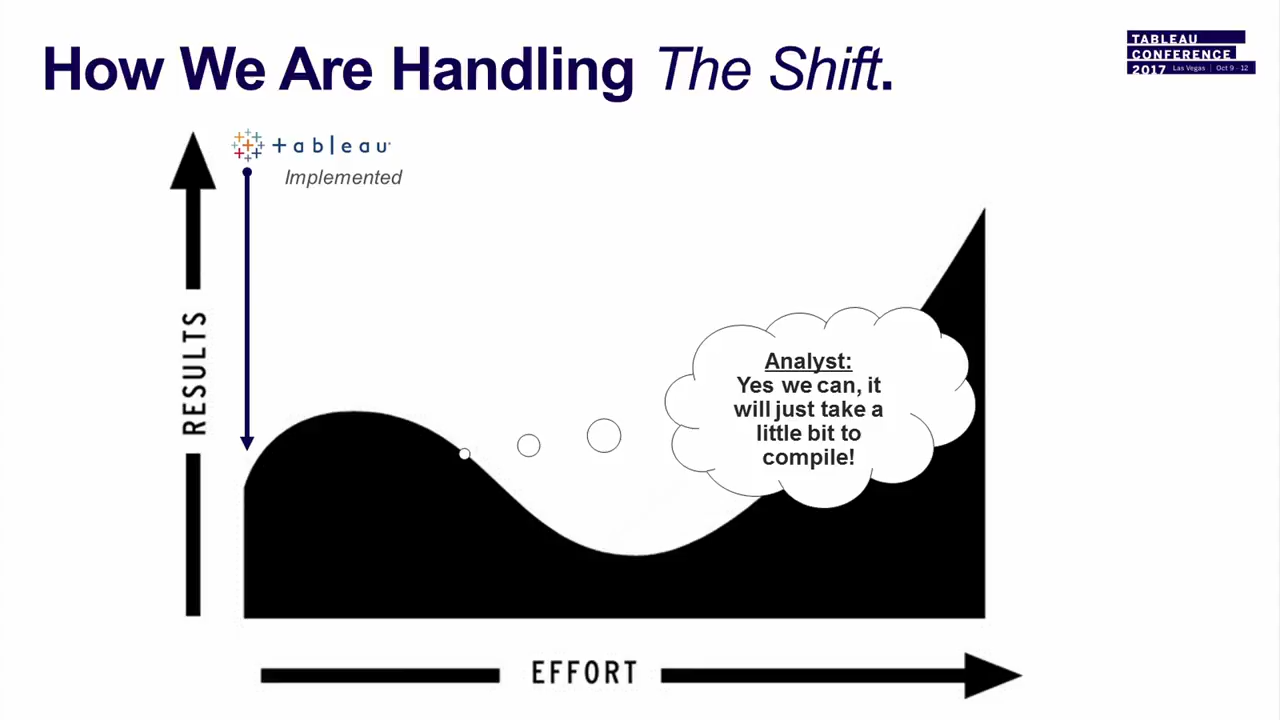 How We Are Handling The Shift.
TABLEAU
CONFERENCE
2017 Las Vegas | Oct 9 - 12
+ableau
Implemented
RESULTS
Analyst:
Yes we can, it
will just take a
little bit to
compile!
EFFORT